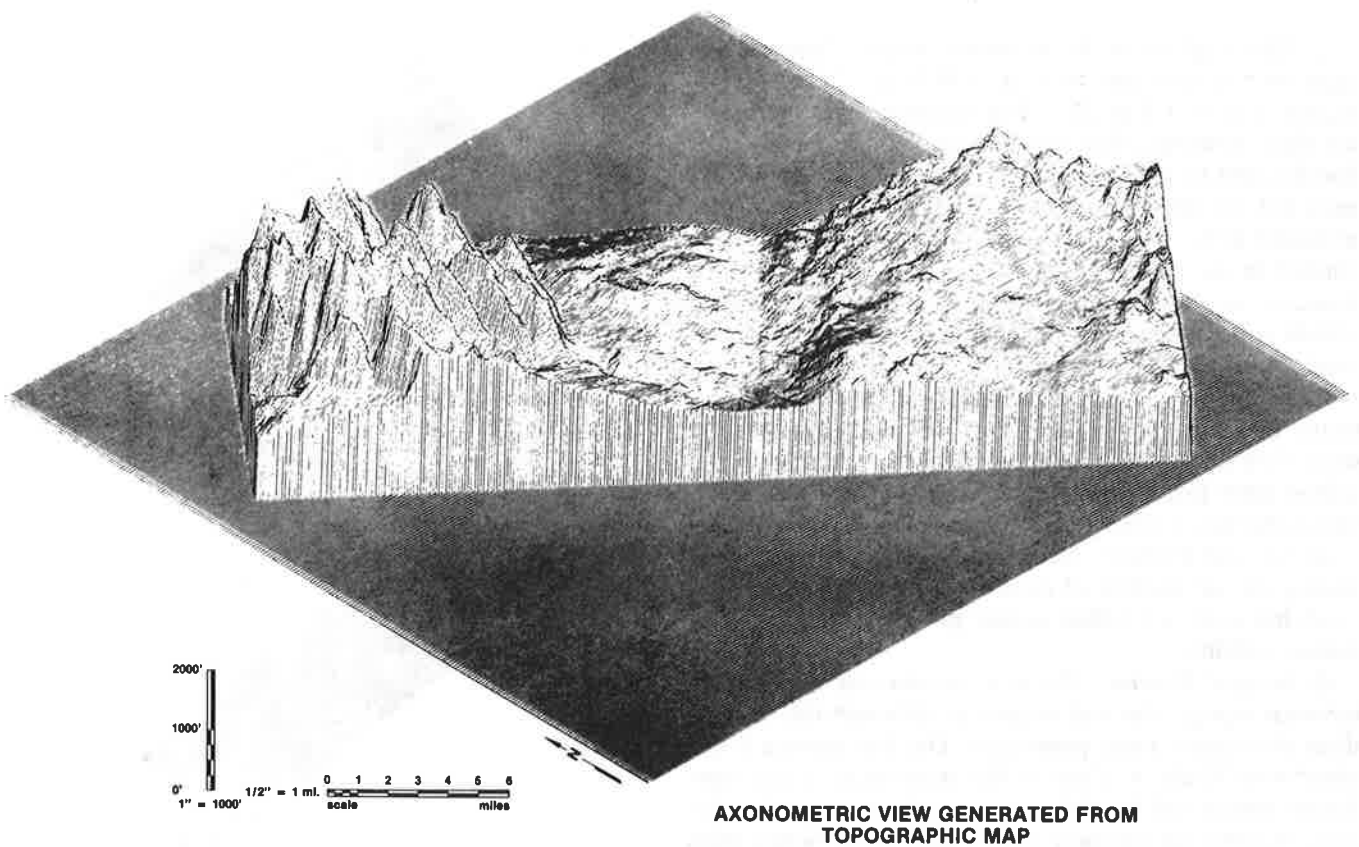 2000'
1000'
0'
1" = 1000'
1/2" = 1 mi.
0 1 2 3 4 5 6
scale miles
N
AXONOMETRIC VIEW GENERATED FROM
TOPOGRAPHIC MAP